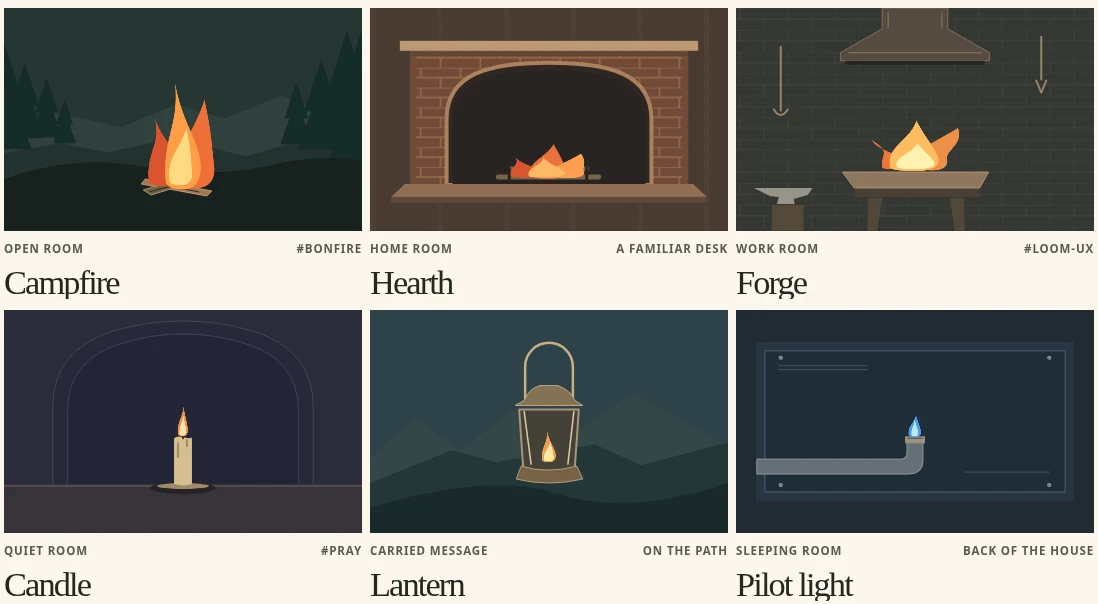 OPEN ROOM #BONFIRE
Campfire
HOME ROOM A FAMILIAR DESK
Hearth
WORK ROOM #LOOM-UX
Forge
QUIET ROOM #PRAY
Candle
CARRIED MESSAGE ON THE PATH
Lantern
SLEEPING ROOM BACK OF THE HOUSE
Pilot light